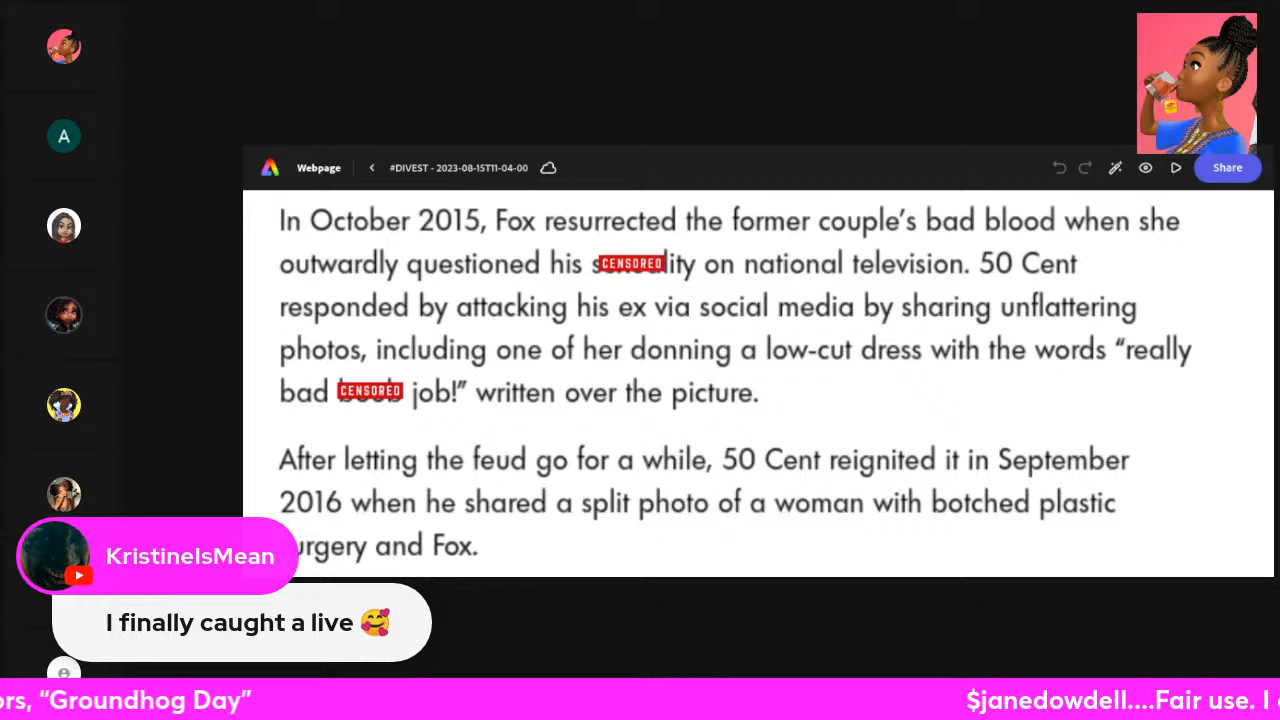 A
Webpage
#DIVEST - 2023-08-15T11-04-00
Share
In October 2015, Fox resurrected the former couple’s bad blood when she
outwardly questioned his s CENSORED lity on national television. 50 Cent
responded by attacking his ex via social media by sharing unflattering
photos, including one of her donning a low-cut dress with the words “really
bad CENSORED job!” written over the picture.
After letting the feud go for a while, 50 Cent reignited it in September
2016 when he shared a split photo of a woman with botched plastic
urgery and Fox.
KristineIsMean
I finally caught a live 🥰
ors, “Groundhog Day”
$janedowdell....Fair use. I